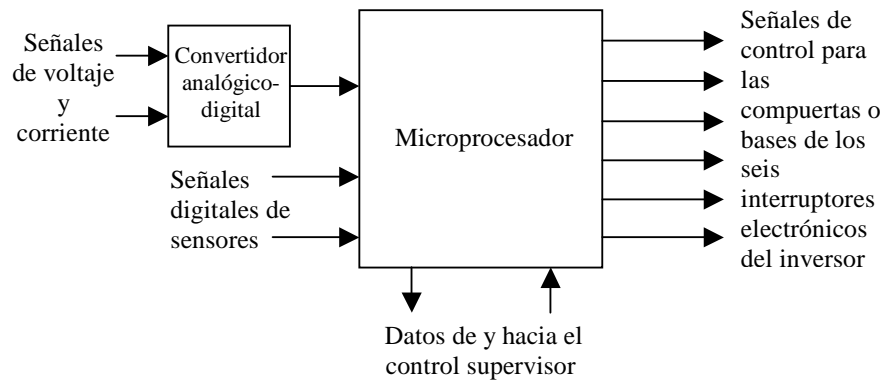 Señales
de voltaje
y
corriente
Convertidor
analógico-
digital
Señales
digitales de
sensores
Microprocesador
Señales de
control para
las
compuertas o
bases de los
seis
interruptores
electrónicos
del inversor
Datos de y hacia el
control supervisor